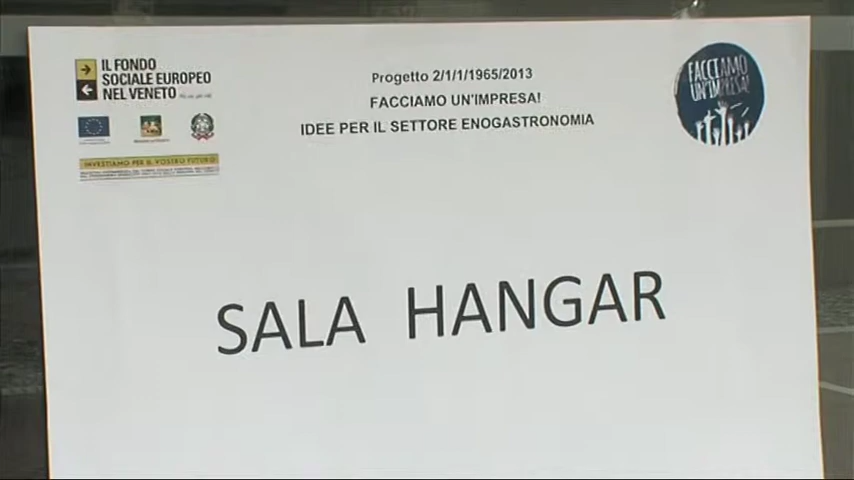 IL FONDO
SOCIALE EUROPEO
NEL VENETO
INVESTIAMO PER IL VOSTRO FUTURO
Progetto 2/1/1/1965/2013
FACCIAMO UN'IMPRESA!
IDEE PER IL SETTORE ENOGASTRONOMIA
FACCIAMO
UN'IMPRESA!
SALA HANGAR